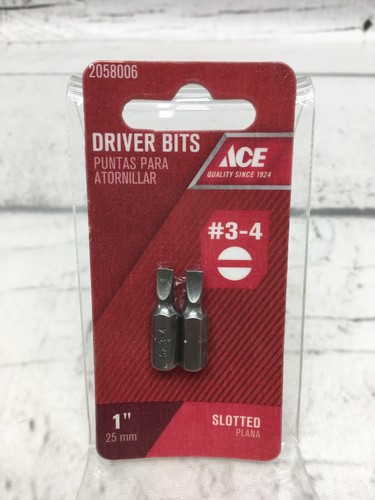 2058006
DRIVER BITS
PUNTAS PARA
ATORNILLAR
ACE
QUALITY SINCE 1924
#3-4
1"
25 mm
SLOTTED
PLANA